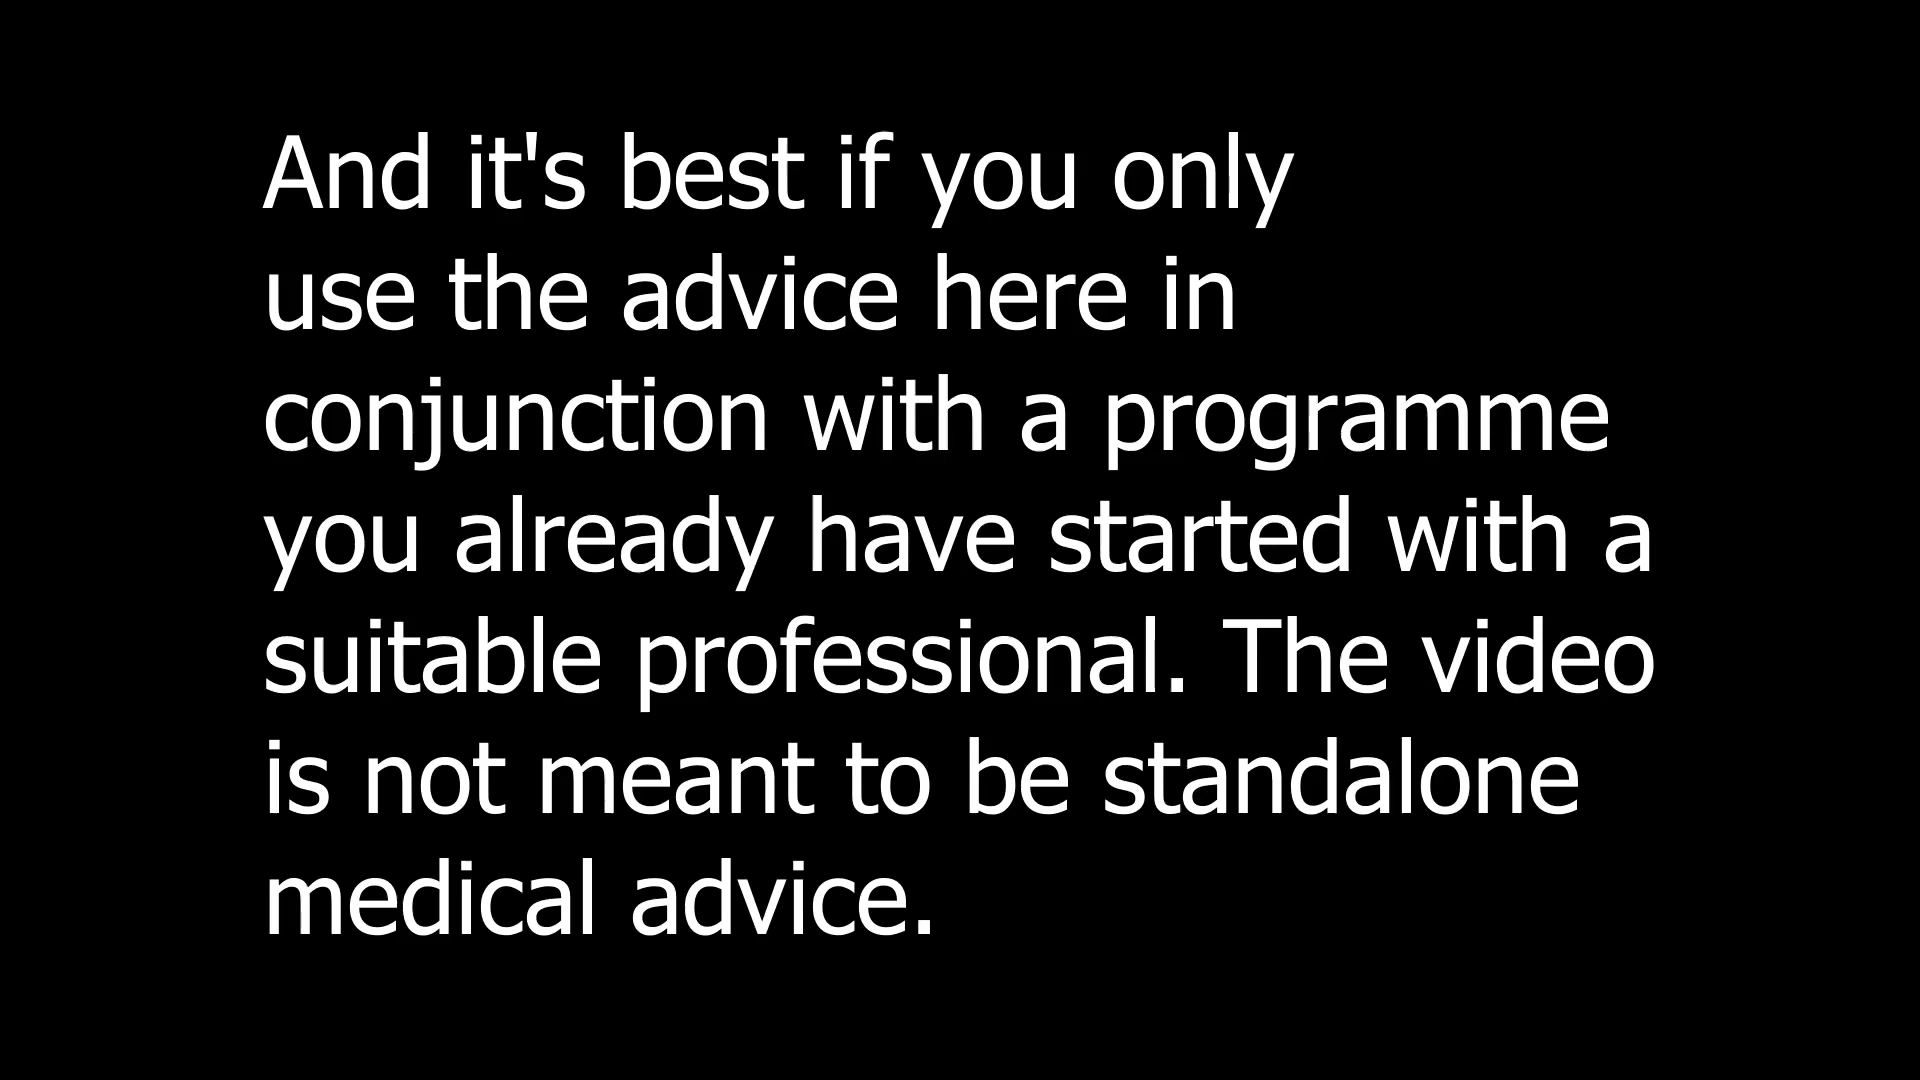 And it's best if you only
use the advice here in
conjunction with a programme
you already have started with a
suitable professional. The video
is not meant to be standalone
medical advice.